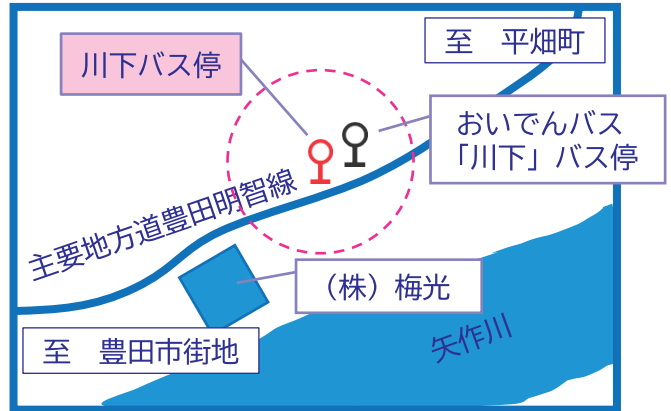 至　平畑町
川下バス停
おいでんバス
「川下」バス停
主要地方道豊田明智線
（株）梅光
矢作川
至　豊田市街地